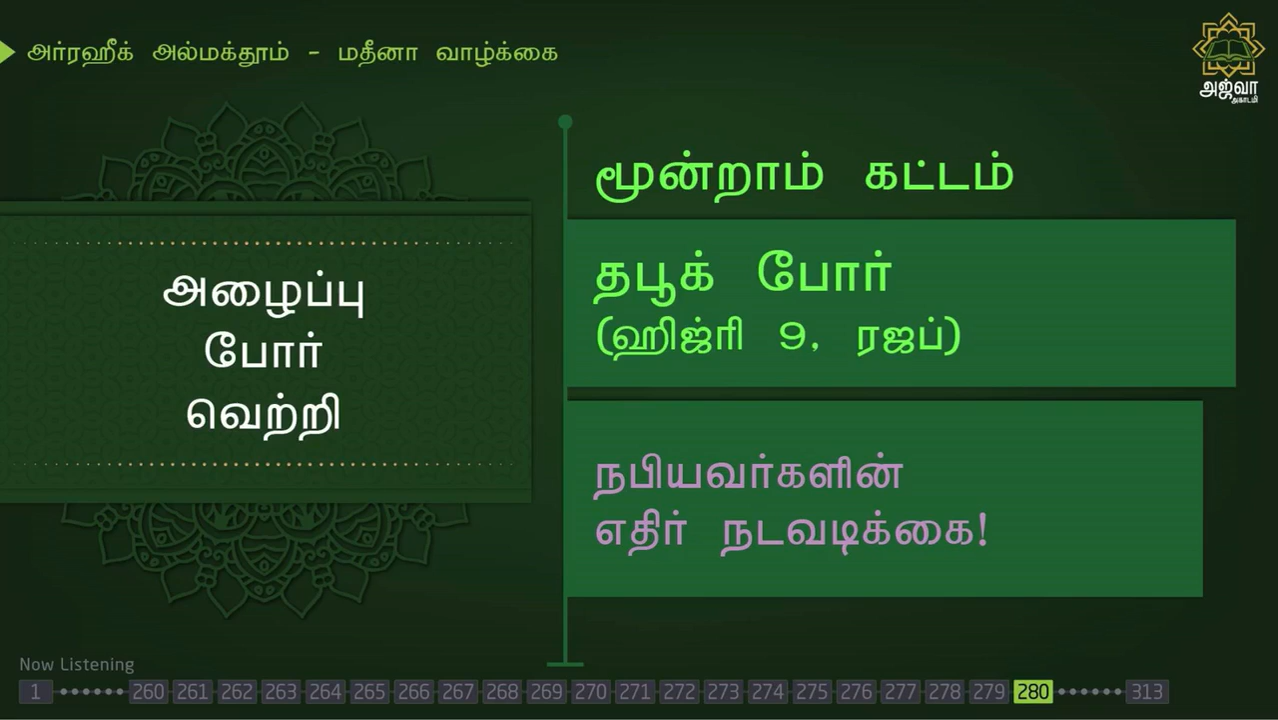 அர்ரஹீக் அல்மக்தூம் - மதீனா வாழ்க்கை
அஜ்வா
அகாடமி
அழைப்பு
போர்
வெற்றி
மூன்றாம் கட்டம்
தபூக் போர்
(ஹிஜ்ரி 9, ரஜப்)
நபியவர்களின்
எதிர் நடவடிக்கை!
Now Listening
1 260 261 262 263 264 265 266 267 268 269 270 271 272 273 274 275 276 277 278 279 280 313